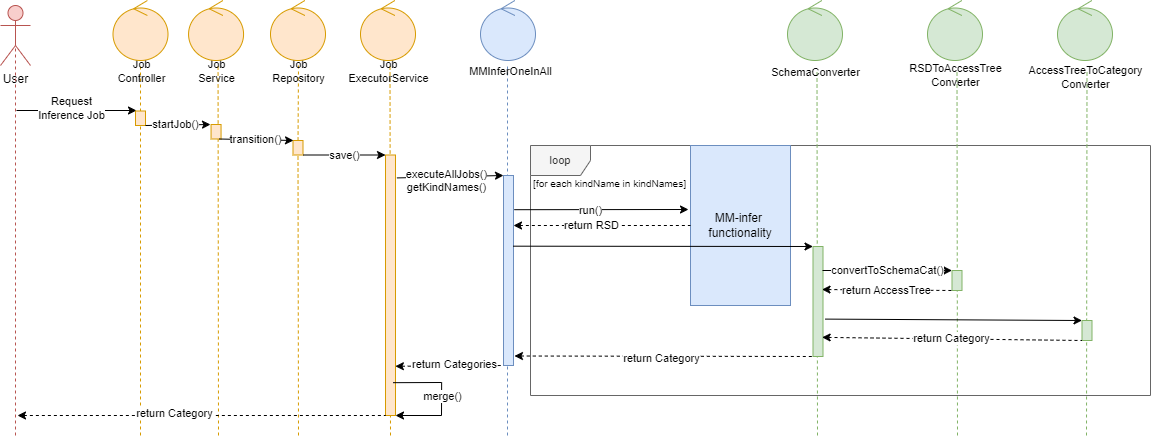 User
Job
Controller
Job
Service
Job
Repository
Job
ExecutorService
MMInferOneInAll
SchemaConverter
RSDToAccessTree
Converter
AccessTreeToCategory
Converter
Request
Inference Job
startJob()
transition()
save()
executeAllJobs()
getKindNames()
loop
[for each kindName in kindNames]
run()
return RSD
MM-infer
functionality
convertToSchemaCat()
return AccessTree
return Category
return Category
return Categories
merge()
return Category